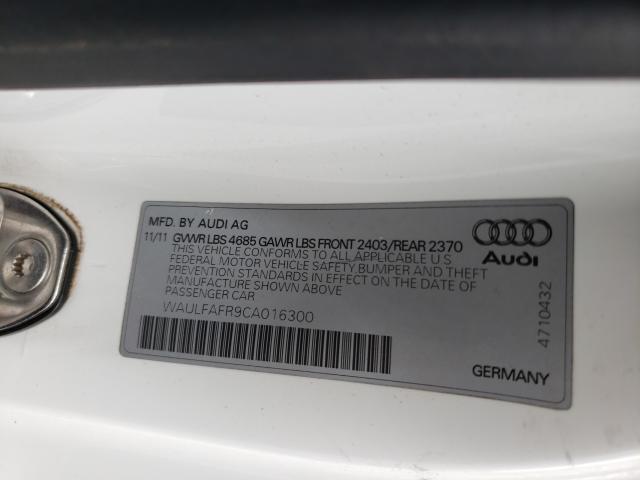 MFD. BY AUDI AG
11/11 GVWR LBS 4685 GAWR LBS FRONT 2403/REAR 2370
THIS VEHICLE CONFORMS TO ALL APPLICABLE U S
FEDERAL MOTOR VEHICLE SAFETY,BUMPER AND THEFT
PREVENTION STANDARDS IN EFFECT ON THE DATE OF
MANUFACTURE SHOWN ABOVE
PASSENGER CAR
WAULFAFR9CA016300
Audi
4710432
GERMANY